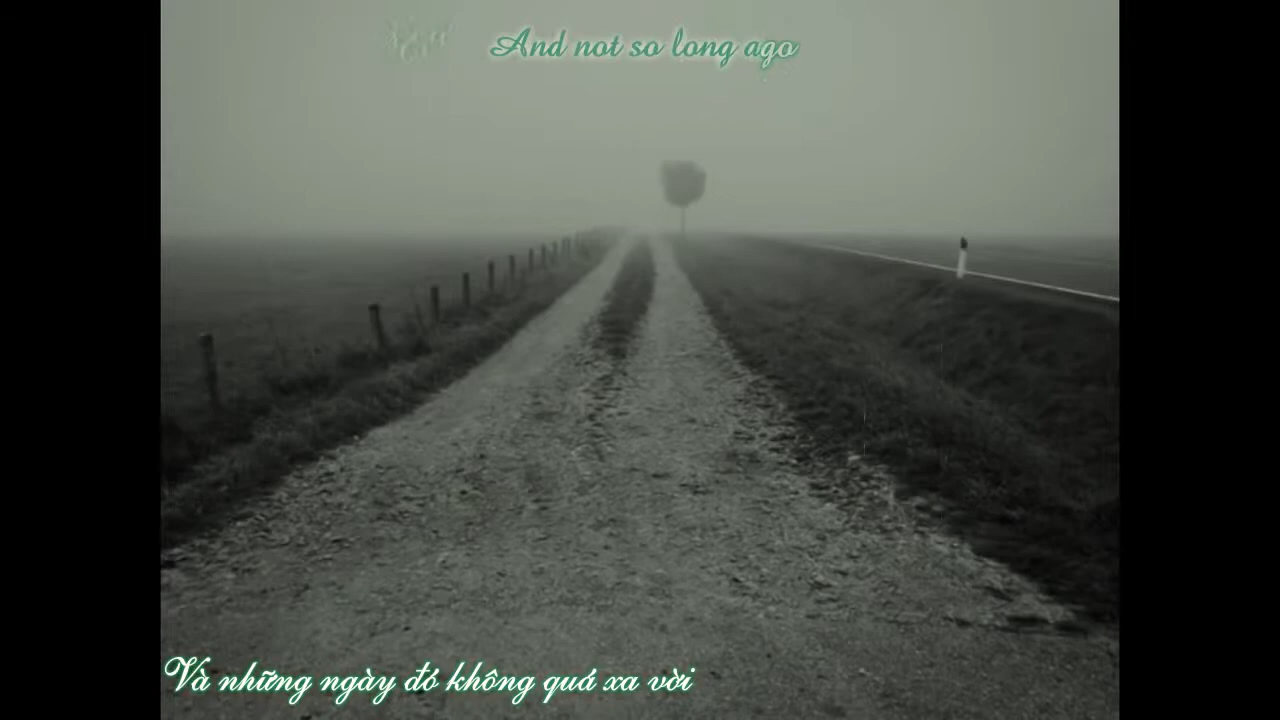 And not so long ago
Và những ngày đó không quá xa vời